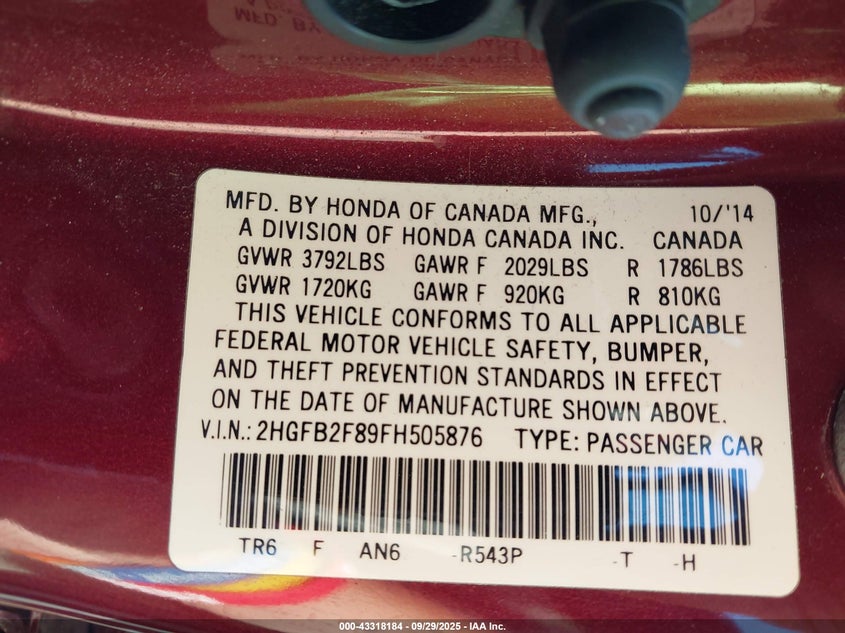 MFD. BY HONDA OF CANADA MFG., 10/'14
A DIVISION OF HONDA CANADA INC. CANADA
GVWR 3792LBS GAWR F 2029LBS R 1786LBS
GVWR 1720KG GAWR F 920KG R 810KG
THIS VEHICLE CONFORMS TO ALL APPLICABLE
FEDERAL MOTOR VEHICLE SAFETY, BUMPER,
AND THEFT PREVENTION STANDARDS IN EFFECT
ON THE DATE OF MANUFACTURE SHOWN ABOVE.
V.I.N.: 2HGFB2F89FH505876 TYPE: PASSENGER CAR
TR6 F AN6 -R543P -T -H
000-43318184 - 09/29/2025 - IAA Inc.